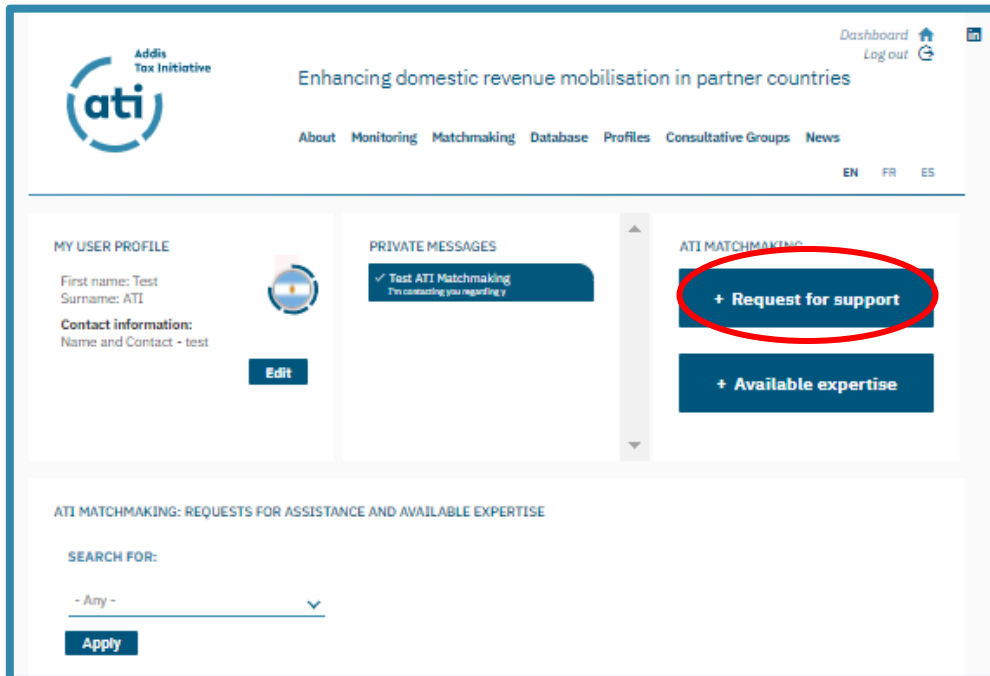 Dashboard
Log out
in
Addis
Tax Initiative
ati
Enhancing domestic revenue mobilisation in partner countries
About Monitoring Matchmaking Database Profiles Consultative Groups News
EN FR ES
MY USER PROFILE
First name: Test
Surname: ATI
Contact information:
Name and Contact - test
Edit
PRIVATE MESSAGES
✓ Test ATI Matchmaking
I'm contacting you regarding y
ATI MATCHMAKING
+ Request for support
+ Available expertise
ATI MATCHMAKING: REQUESTS FOR ASSISTANCE AND AVAILABLE EXPERTISE
SEARCH FOR:
- Any -
Apply